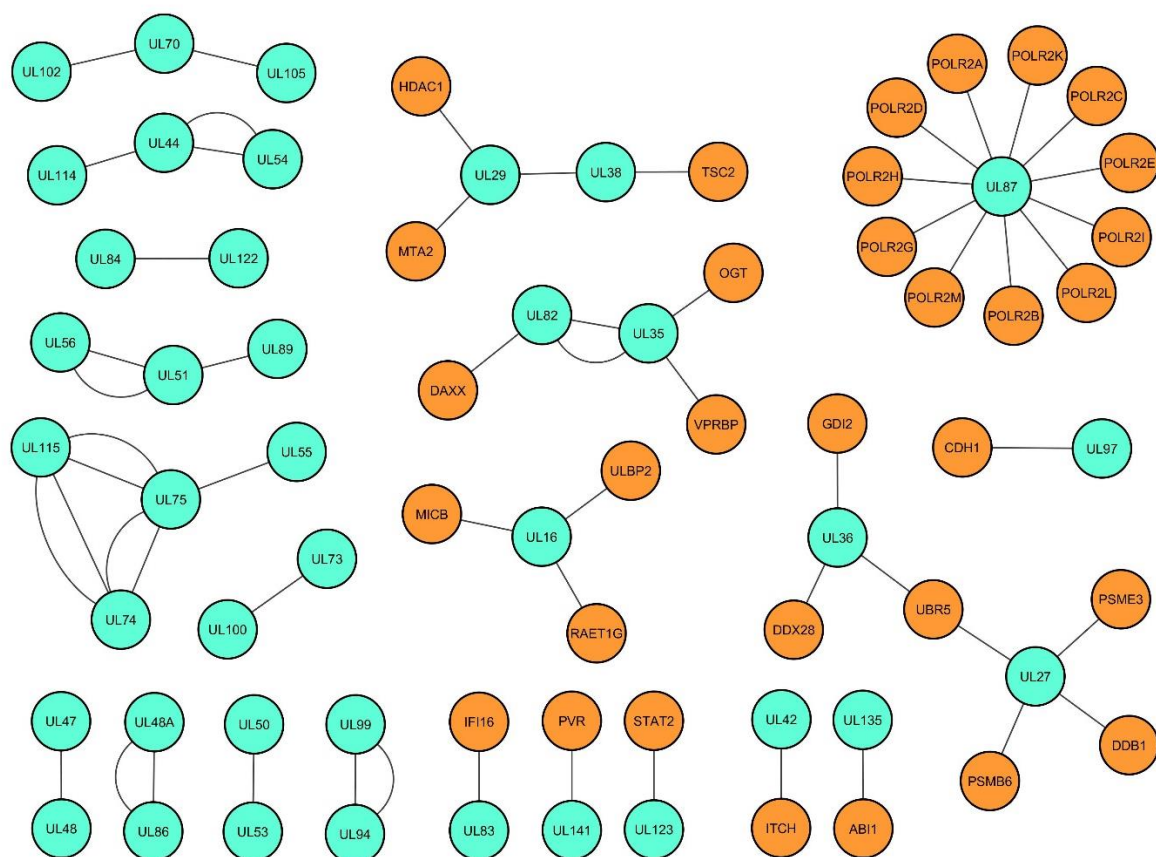 UL102
UL70
UL105
UL114
UL44
UL54
UL84
UL122
UL56
UL51
UL89
UL115
UL75
UL55
UL74
UL73
UL100
HDAC1
UL29
UL38
TSC2
MTA2
OGT
UL82
UL35
DAXX
VPRBP
ULBP2
MICB
UL16
RAET1G
POLR2A
POLR2K
POLR2D
POLR2C
POLR2H
UL87
POLR2E
POLR2G
POLR2I
POLR2M
POLR2B
POLR2L
GDI2
CDH1
UL97
UL36
DDX28
UBR5
PSME3
UL27
PSMB6
DDB1
UL47
UL48A
UL50
UL99
IFI16
PVR
STAT2
UL42
UL135
UL48
UL86
UL53
UL94
UL83
UL141
UL123
ITCH
ABI1